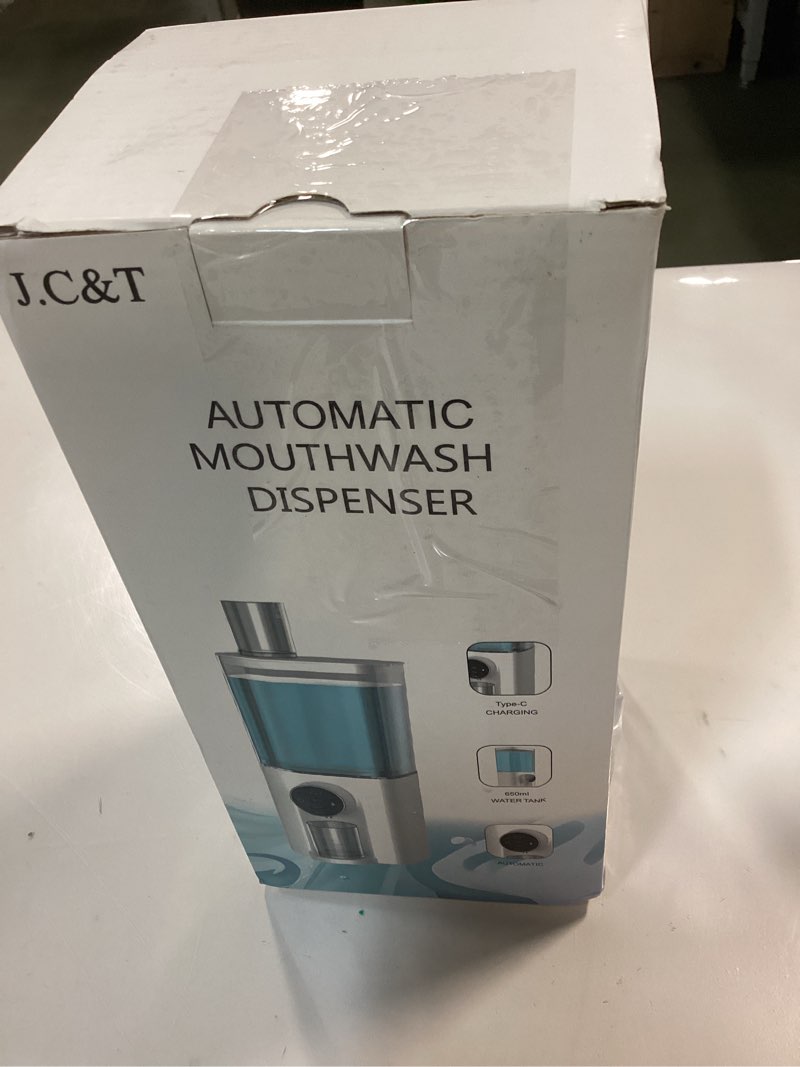 J.C&T
AUTOMATIC
MOUTHWASH
DISPENSER
Type-C
CHARGING
650ml
WATER TANK
AUTOMATIC